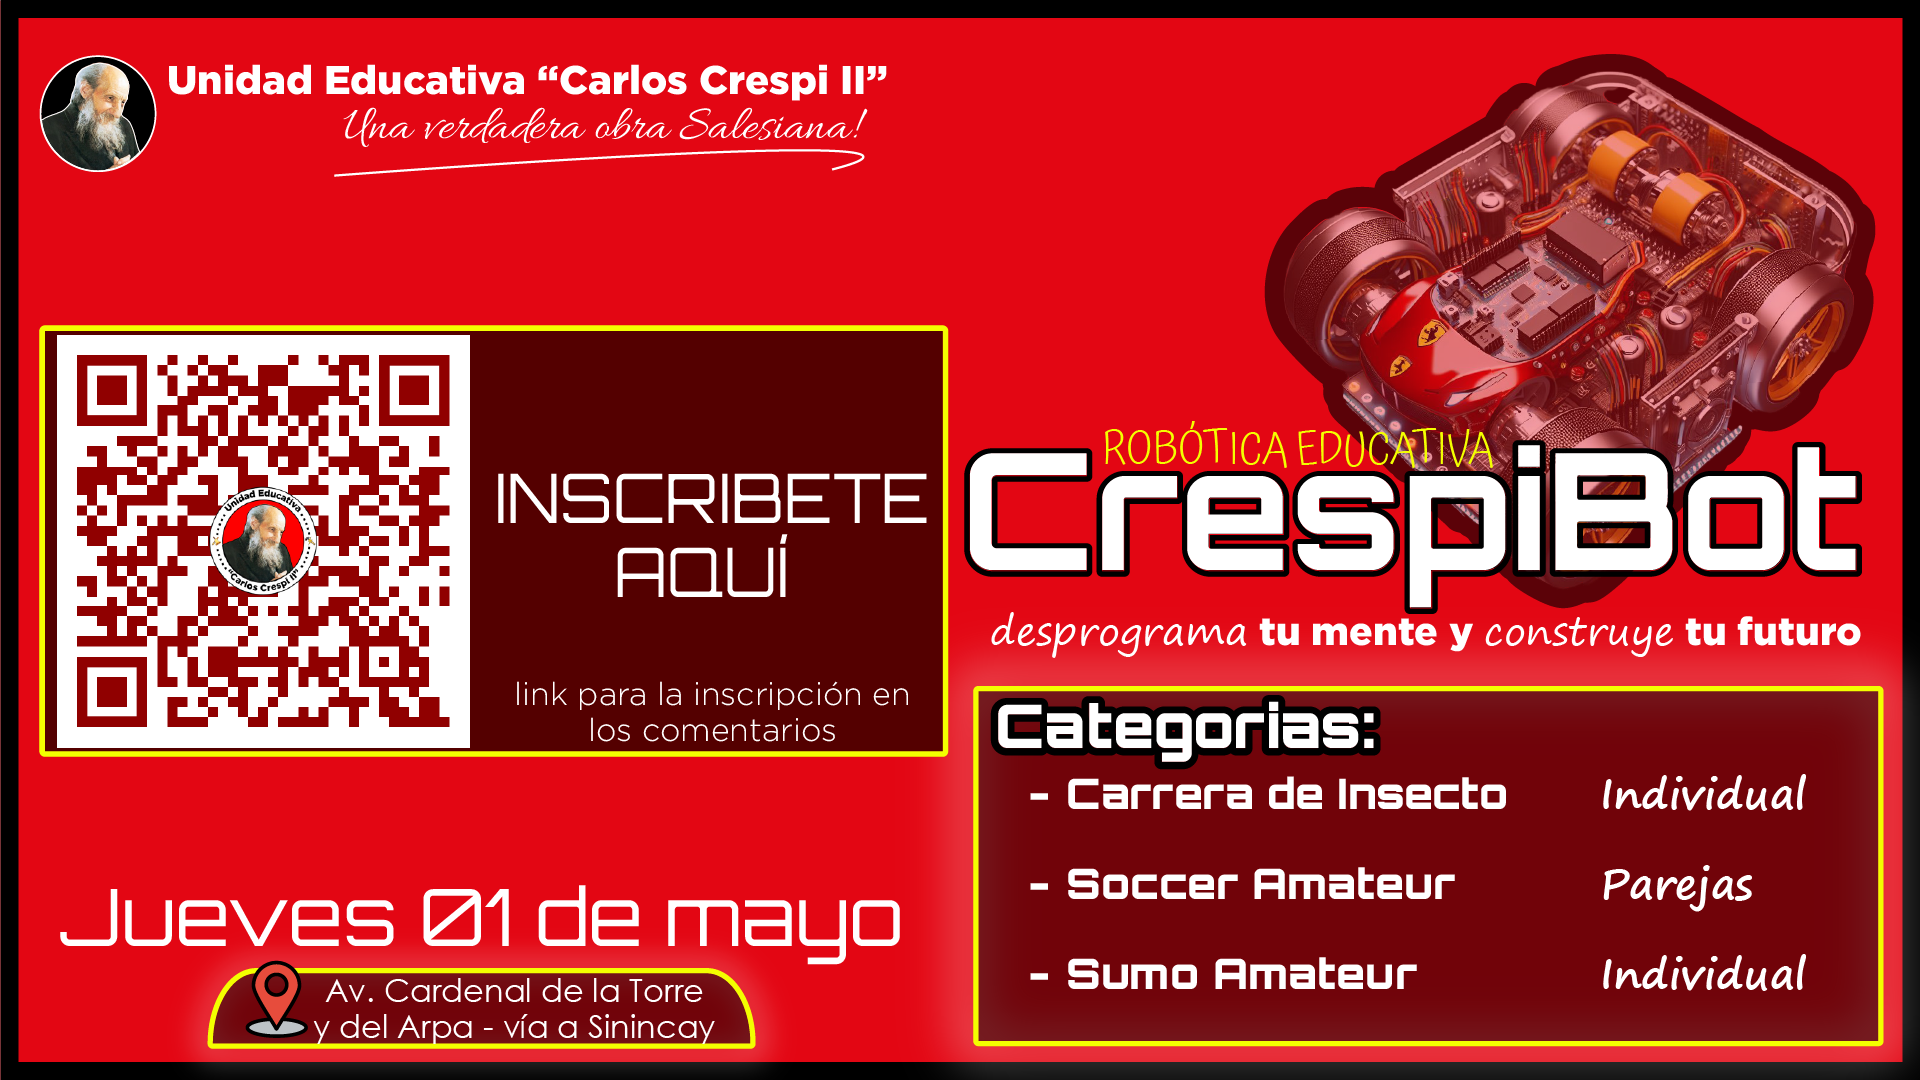 Unidad Educativa “Carlos Crespi II”
Una verdadera obra Salesiana!
Unidad Educativa
"Carlos Crespi II"
INSCRIBETE
AQUÍ
link para la inscripción en
los comentarios
Jueves 01 de mayo
Av. Cardenal de la Torre
y del Arpa - vía a Sinincay
ROBÓTICA EDUCATIVA
CrespiBot
desprograma tu mente y construye tu futuro
Categorias:
- Carrera de Insecto Individual
- Soccer Amateur Parejas
- Sumo Amateur Individual